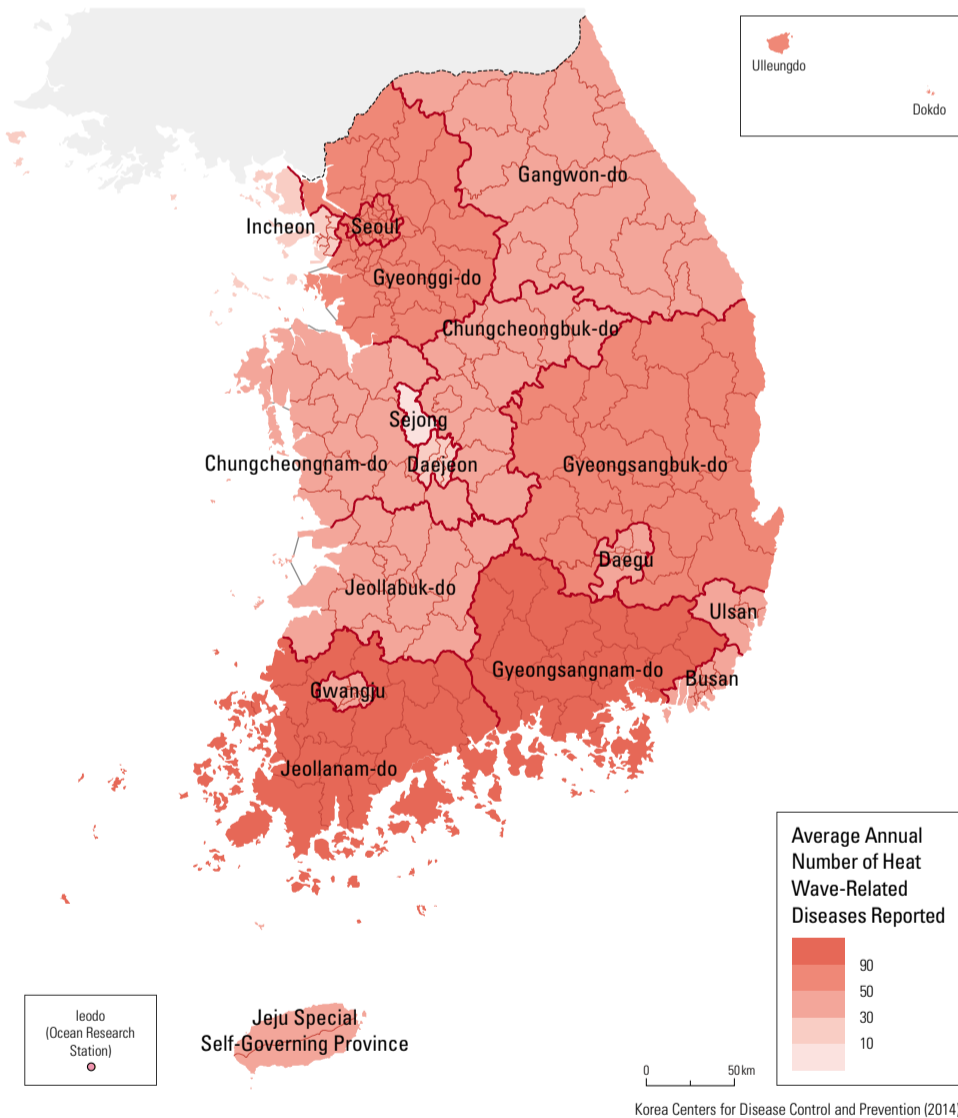 Ulleungdo
Dokdo
Gangwon-do
Incheon
Seoul
Gyeonggi-do
Chungcheongbuk-do
Sejong
Chungcheongnam-do
Daejeon
Gyeongsangbuk-do
Daegu
Jeollabuk-do
Ulsan
Gyeongsangnam-do
Busan
Gwangju
Jeollanam-do
Average Annual
Number of Heat
Wave-Related
Diseases Reported
90
50
30
10
Ieodo
(Ocean Research
Station)
Jeju Special
Self-Governing Province
0 50 km
Korea Centers for Disease Control and Prevention (2014)